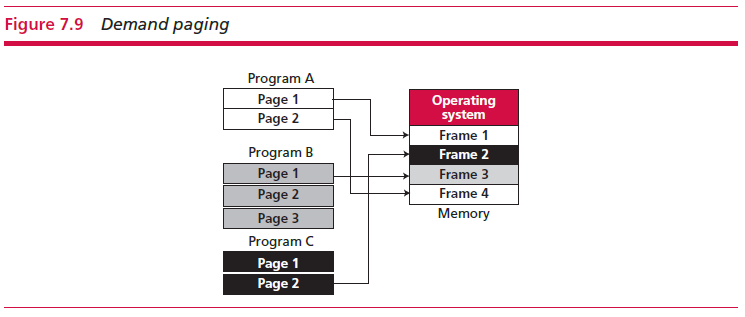 Figure 7.9 Demand paging
Program A
Page 1
Page 2
Program B
Page 1
Page 2
Page 3
Program C
Page 1
Page 2
Operating
system
Frame 1
Frame 2
Frame 3
Frame 4
Memory